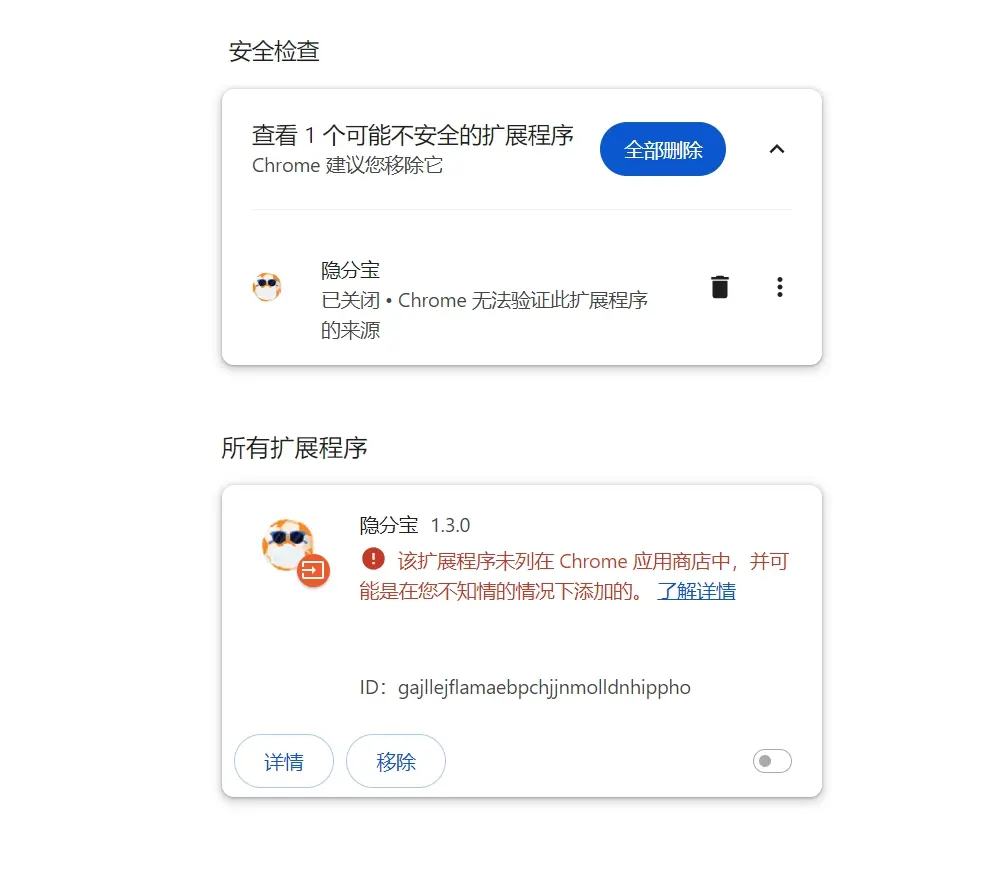 安全检查
查看 1 个可能不安全的扩展程序
Chrome 建议您移除它
全部删除
隐分宝
已关闭 • Chrome 无法验证此扩展程序
的来源
所有扩展程序
隐分宝 1.3.0
该扩展程序未列在 Chrome 应用商店中，并可
能是在您不知情的情况下添加的。 了解详情
ID： gajllejflamaebpchjjnmolldnhippho
详情
移除